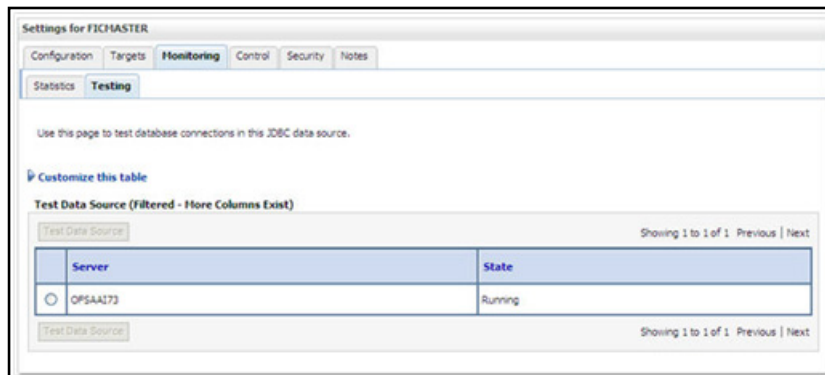 Settings for FICMASTER
Configuration Targets Monitoring Control Security Notes
Statistics Testing
Use this page to test database connections in this JDBC data source.
Customize this table
Test Data Source (Filtered - More Columns Exist)
Test Data Source Showing 1 to 1 of 1 Previous | Next
Server State
OFSAAI73 Running
Test Data Source Showing 1 to 1 of 1 Previous | Next